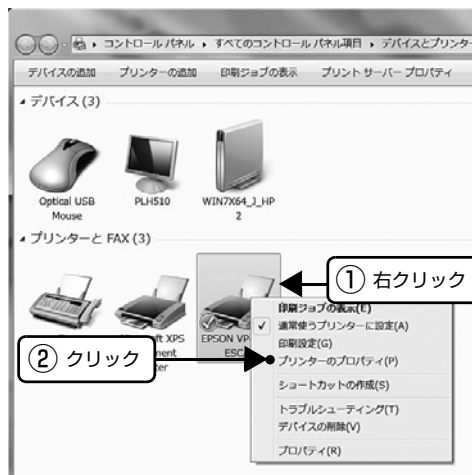 コントロール パネル ▸ すべてのコントロール パネル項目 ▸ デバイスとプリンター
デバイスの追加 プリンターの追加 印刷ジョブの表示 プリント サーバー プロパティ
デバイス (3)
Optical USB
Mouse
PLH510
WIN7X64_J_HP
2
プリンターと FAX (3)
① 右クリック
EPSON VP-
ESC
ft XPS
ment
ter
印刷ジョブの表示(E)
通常使うプリンターに設定(A)
印刷設定(G)
② クリック
プリンターのプロパティ(P)
ショートカットの作成(S)
トラブルシューティング(T)
デバイスの削除(V)
プロパティ(R)